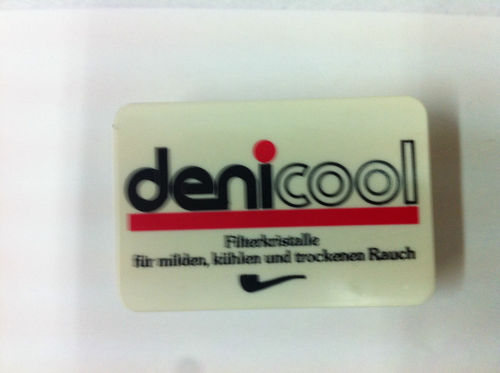 denicool
Filterkristalle
für milden, kühlen und trockenen Rauch